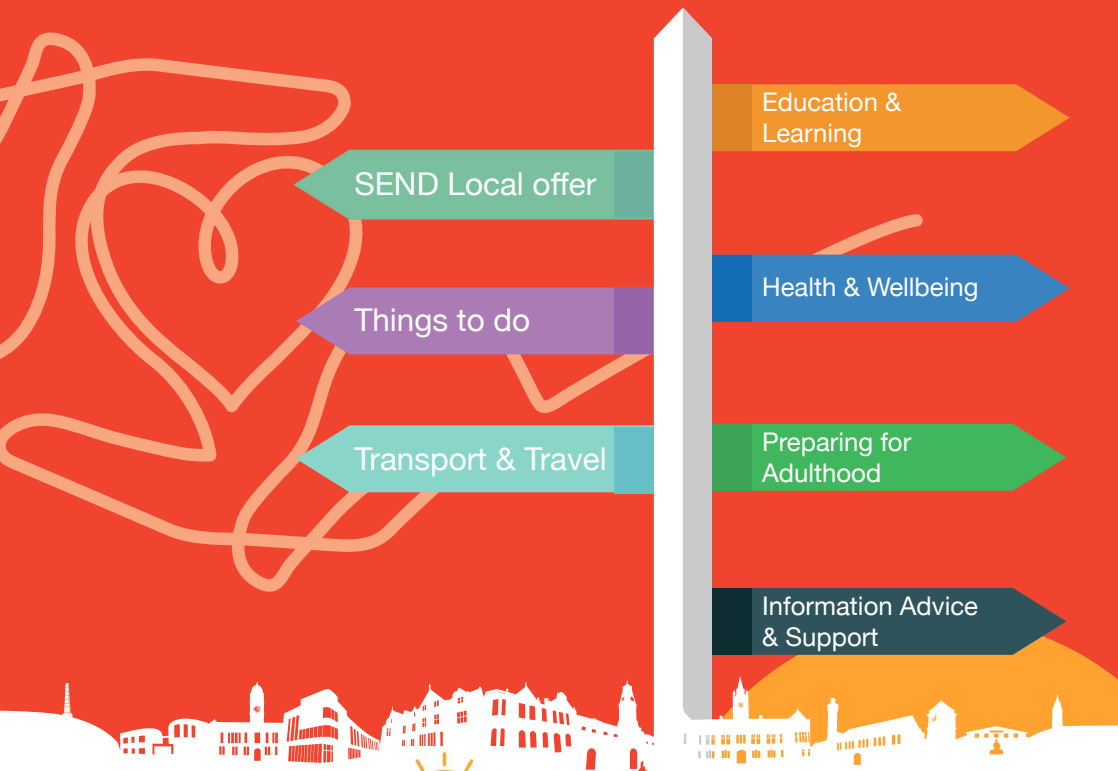 SEND Local offer
Things to do
Transport & Travel
Education &
Learning
Health & Wellbeing
Preparing for
Adulthood
Information Advice
& Support